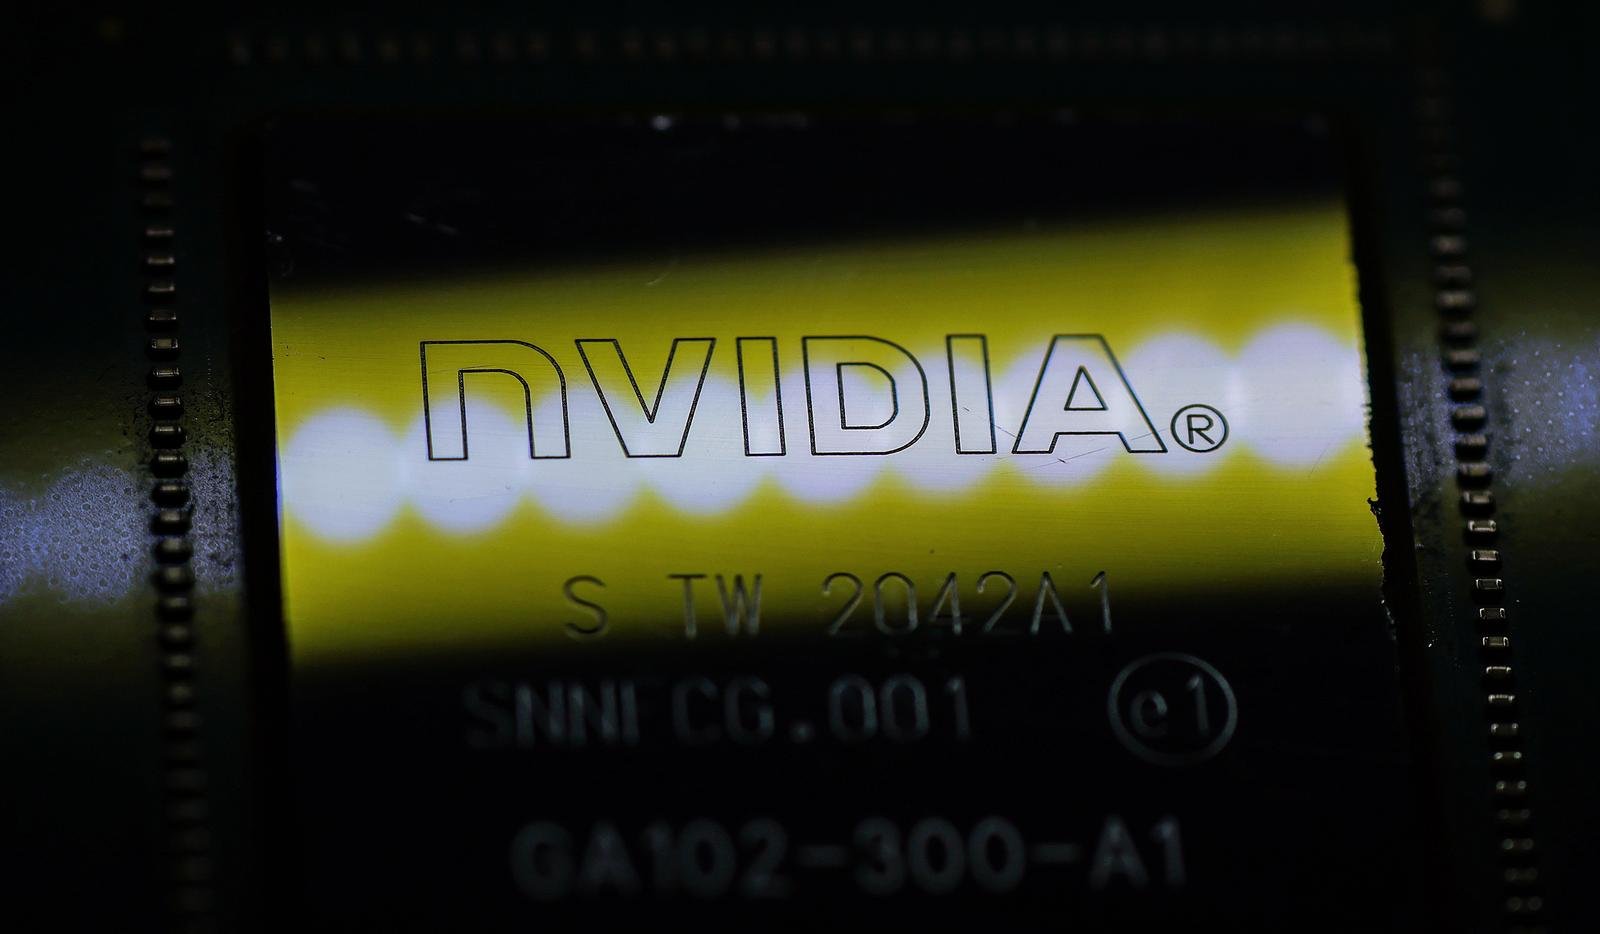 nVIDIA®
S TW 2042A1
SNNFCG.001 e1
GA102-300-A1